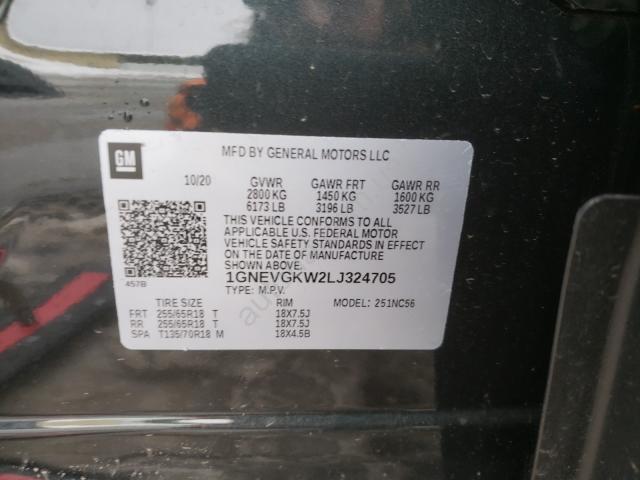 GM
MFD BY GENERAL MOTORS LLC
10/20 GVWR GAWR FRT GAWR RR
2800 KG 1450 KG 1600 KG
6173 LB 3196 LB 3527 LB
THIS VEHICLE CONFORMS TO ALL
APPLICABLE U.S. FEDERAL MOTOR
VEHICLE SAFETY STANDARDS IN EFFECT
ON THE DATE OF MANUFACTURE
SHOWN ABOVE.
457B
1GNEVGKW2LJ324705
TYPE: M.P.V.
TIRE SIZE RIM MODEL: 251NC56
FRT 255/65R18 T 18X7.5J
RR 255/65R18 T 18X7.5J
SPA T135/70R18 M 18X4.5B